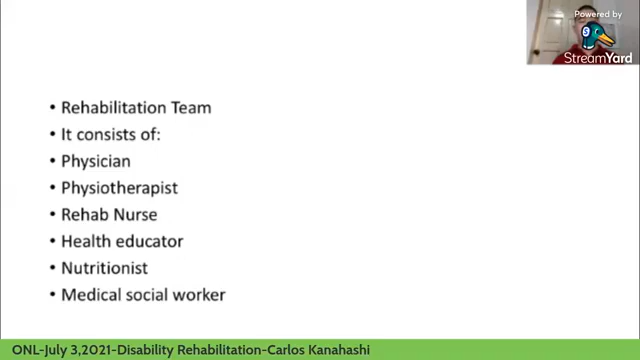 Powered by
StreamYard
• Rehabilitation Team
• It consists of:
• Physician
• Physiotherapist
• Rehab Nurse
• Health educator
• Nutritionist
• Medical social worker
ONL-July 3,2021-Disability Rehabilitation-Carlos Kanahashi